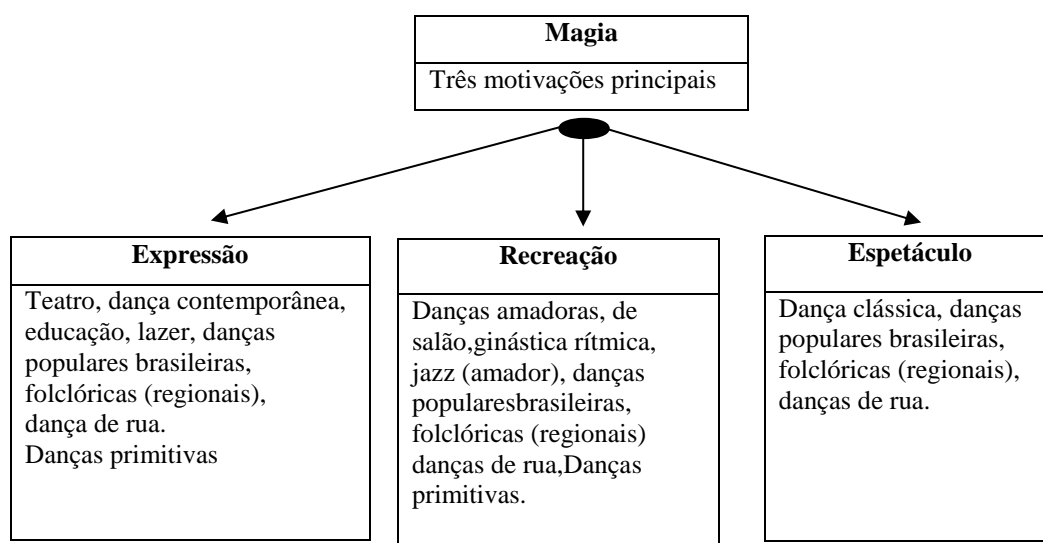 Magia
Três motivações principais
Expressão
Teatro, dança contemporânea,
educação, lazer, danças
populares brasileiras,
folclóricas (regionais),
dança de rua.
Danças primitivas
Recreação
Danças amadoras, de
salão,ginástica rítmica,
jazz (amador), danças
popularesbrasileiras,
folclóricas (regionais)
danças de rua,Danças
primitivas.
Espetáculo
Dança clássica, danças
populares brasileiras,
folclóricas (regionais),
danças de rua.